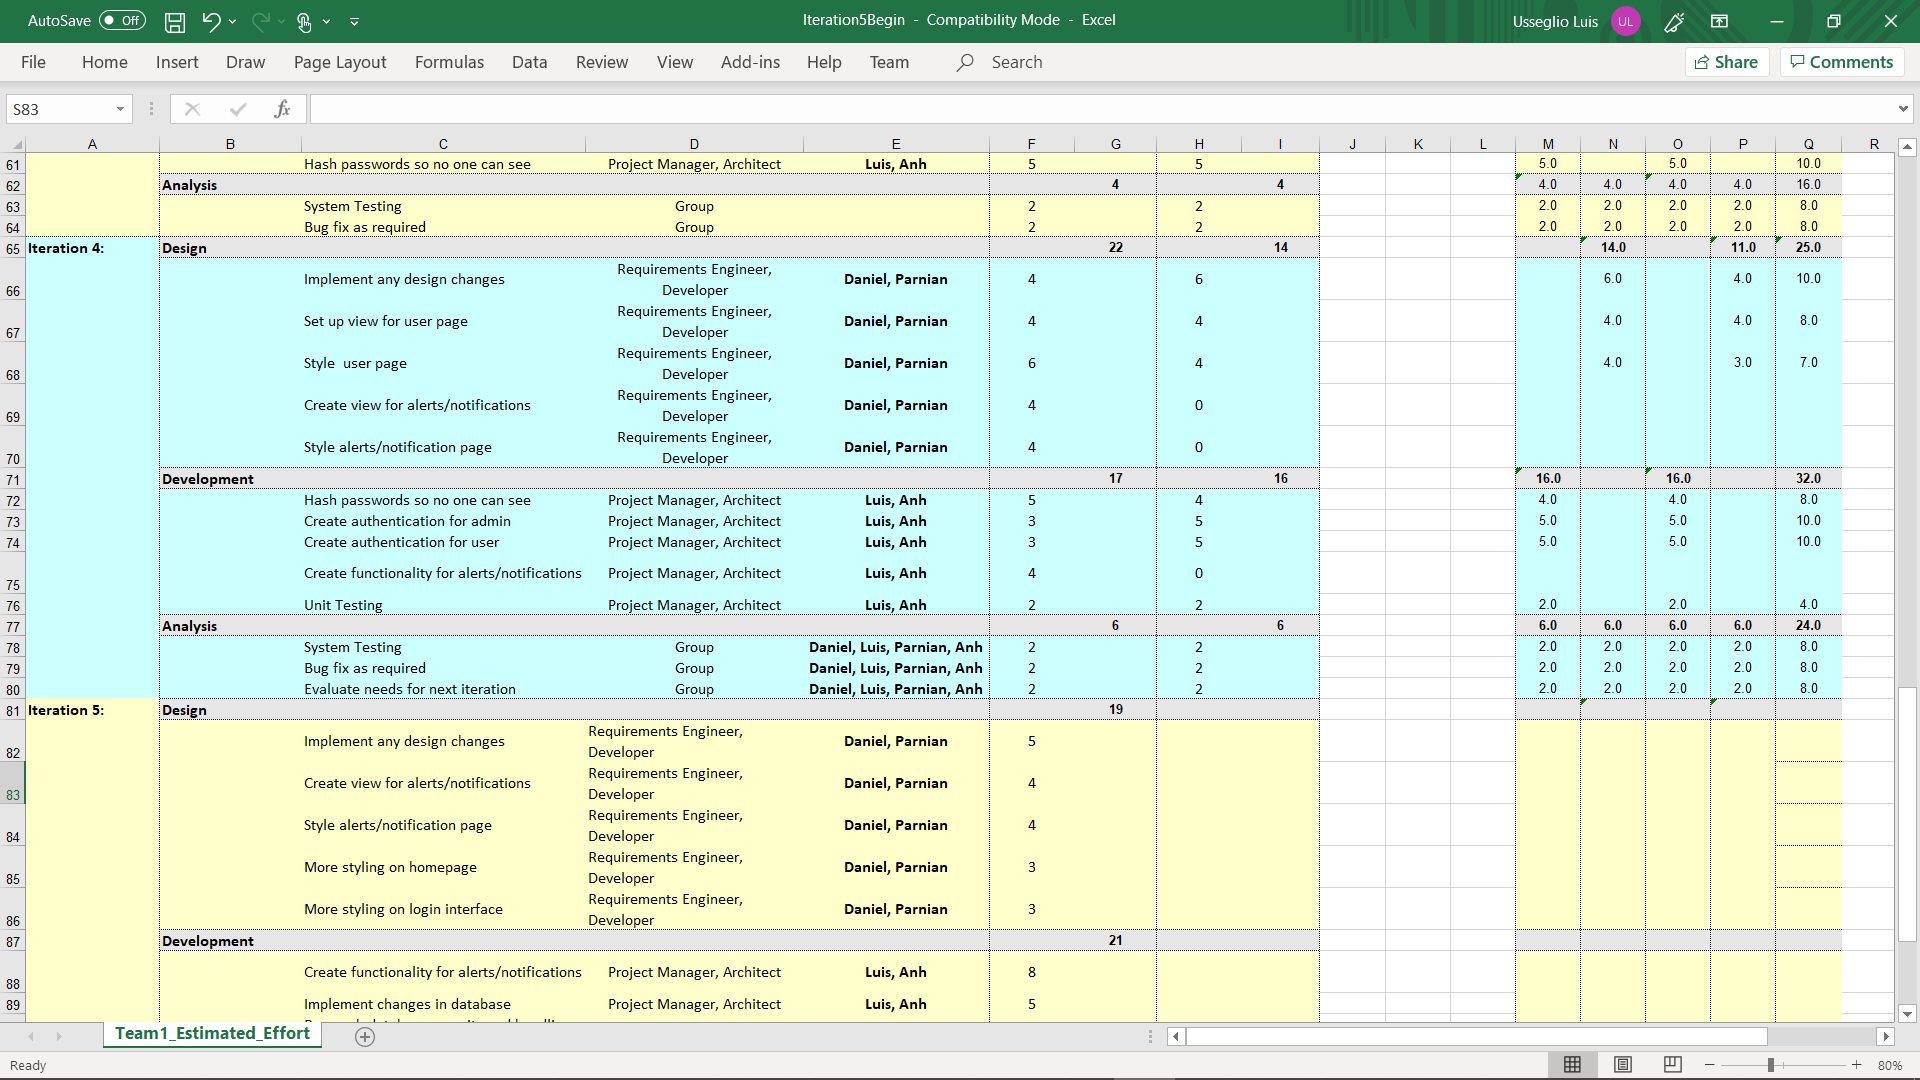 AutoSave Off Iteration5Begin - Compatibility Mode - Excel Usseglio Luis UL
File Home Insert Draw Page Layout Formulas Data Review View Add-ins Help Team Search Share Comments
S83 fx
A B C D E F G H I J K L M N O P Q R
61 Hash passwords so no one can see Project Manager, Architect Luis, Anh 5 5 5.0 5.0 10.0
62 Analysis 4 4 4.0 4.0 4.0 4.0 16.0
63 System Testing Group 2 2 2.0 2.0 2.0 2.0 8.0
64 Bug fix as required Group 2 2 2.0 2.0 2.0 2.0 8.0
65 Iteration 4: Design 22 14 14.0 11.0 25.0
66 Implement any design changes Requirements Engineer, Developer Daniel, Parnian 4 6 6.0 4.0 10.0
67 Set up view for user page Requirements Engineer, Developer Daniel, Parnian 4 4 4.0 4.0 8.0
68 Style user page Requirements Engineer, Developer Daniel, Parnian 6 4 4.0 3.0 7.0
69 Create view for alerts/notifications Requirements Engineer, Developer Daniel, Parnian 4 0
70 Style alerts/notification page Requirements Engineer, Developer Daniel, Parnian 4 0
71 Development 17 16 16.0 16.0 32.0
72 Hash passwords so no one can see Project Manager, Architect Luis, Anh 5 4 4.0 4.0 8.0
73 Create authentication for admin Project Manager, Architect Luis, Anh 3 5 5.0 5.0 10.0
74 Create authentication for user Project Manager, Architect Luis, Anh 3 5 5.0 5.0 10.0
75 Create functionality for alerts/notifications Project Manager, Architect Luis, Anh 4 0
76 Unit Testing Project Manager, Architect Luis, Anh 2 2 2.0 2.0 4.0
77 Analysis 6 6 6.0 6.0 6.0 6.0 24.0
78 System Testing Group Daniel, Luis, Parnian, Anh 2 2 2.0 2.0 2.0 2.0 8.0
79 Bug fix as required Group Daniel, Luis, Parnian, Anh 2 2 2.0 2.0 2.0 2.0 8.0
80 Evaluate needs for next iteration Group Daniel, Luis, Parnian, Anh 2 2 2.0 2.0 2.0 2.0 8.0
81 Iteration 5: Design 19
82 Implement any design changes Requirements Engineer, Developer Daniel, Parnian 5
83 Create view for alerts/notifications Requirements Engineer, Developer Daniel, Parnian 4
84 Style alerts/notification page Requirements Engineer, Developer Daniel, Parnian 4
85 More styling on homepage Requirements Engineer, Developer Daniel, Parnian 3
86 More styling on login interface Requirements Engineer, Developer Daniel, Parnian 3
87 Development 21
88 Create functionality for alerts/notifications Project Manager, Architect Luis, Anh 8
89 Implement changes in database Project Manager, Architect Luis, Anh 5
Team1_Estimated_Effort
Ready 80%